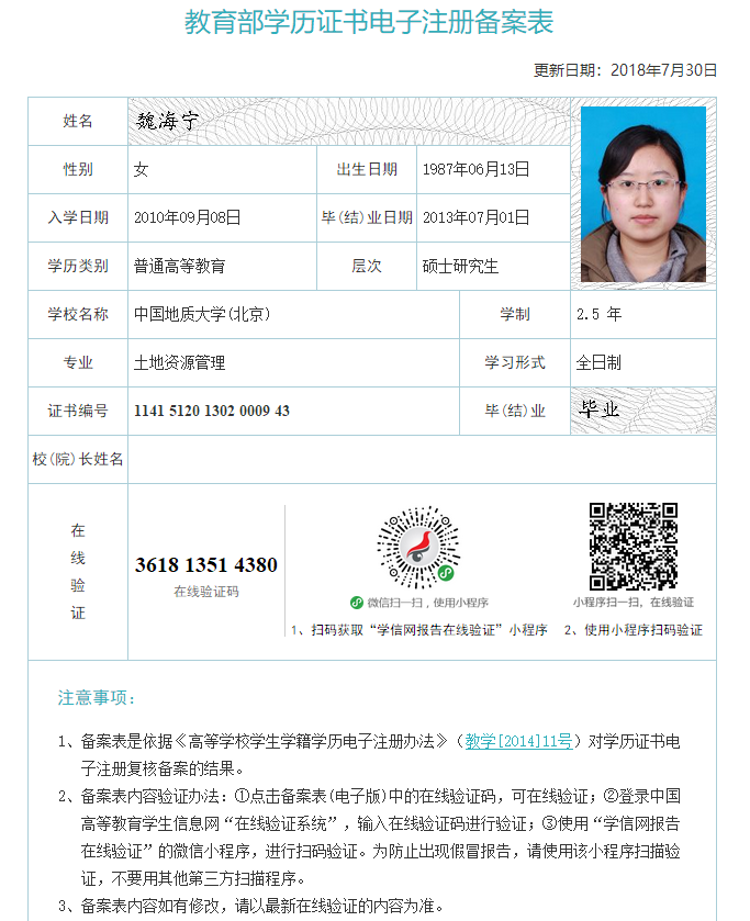 教育部学历证书电子注册备案表
更新日期：2018年7月30日
姓名 魏海宁
性别 女 出生日期 1987年06月13日
入学日期 2010年09月08日 毕(结)业日期 2013年07月01日
学历类别 普通高等教育 层次 硕士研究生
学校名称 中国地质大学(北京) 学制 2.5 年
专业 土地资源管理 学习形式 全日制
证书编号 1141 5120 1302 0009 43 毕(结)业 毕业
校(院)长姓名
在线验证
3618 1351 4380
在线验证码
微信扫一扫，使用小程序
1、扫码获取“学信网报告在线验证”小程序
小程序扫一扫，在线验证
2、使用小程序扫码验证
注意事项：
1、备案表是依据《高等学校学生学籍学历电子注册办法》（教学[2014]11号）对学历证书电
子注册复核备案的结果。
2、备案表内容验证办法：①点击备案表(电子版)中的在线验证码，可在线验证；②登录中国
高等教育学生信息网“在线验证系统”，输入在线验证码进行验证；③使用“学信网报告
在线验证”的微信小程序，进行扫码验证。为防止出现假冒报告，请使用该小程序扫描验
证，不要用其他第三方扫描程序。
3、备案表内容如有修改，请以最新在线验证的内容为准。